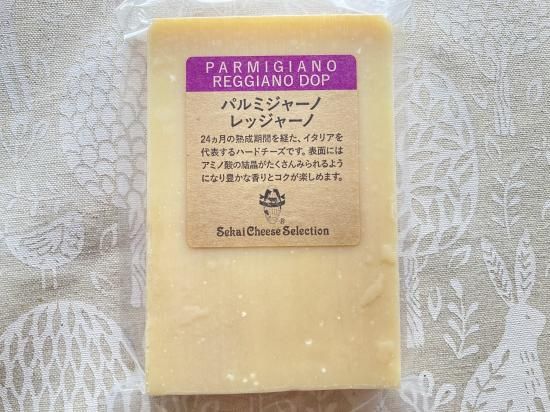 PARMIGIANO
REGGIANO DOP
パルミジャーノ
レッジャーノ
24ヵ月の熟成期間を経た、イタリアを
代表するハードチーズです。表面には
アミノ酸の結晶がたくさんみられるよう
になり豊かな香りとコクが楽しめます。
®
Sekai Cheese Selection